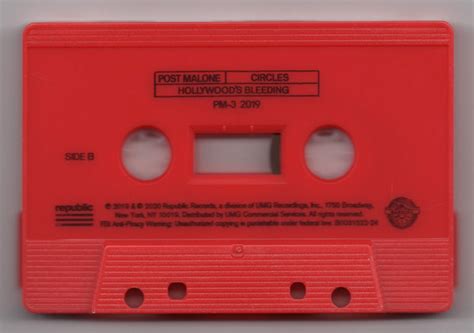 POST MALONE CIRCLES
HOLLYWOOD'S BLEEDING
PM-3 2019
SIDE B
republic
℗ 2019 & © 2020 Republic Records, a division of UMG Recordings, Inc., 1755 Broadway,
New York, NY 10019. Distributed by UMG Commercial Services. All rights reserved.
FBI Anti-Piracy Warning: Unauthorized copying is punishable under federal law.